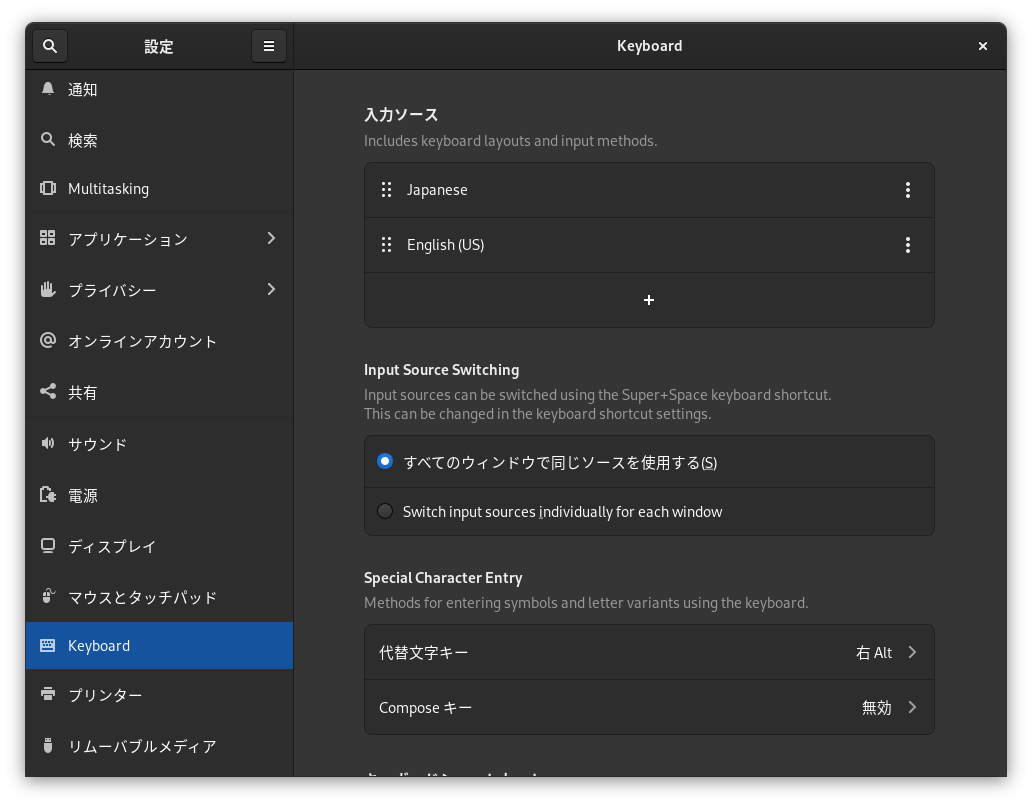 設定
Keyboard
通知
検索
Multitasking
アプリケーション
プライバシー
オンラインアカウント
共有
サウンド
電源
ディスプレイ
マウスとタッチパッド
Keyboard
プリンター
リムーバブルメディア
入力ソース
Includes keyboard layouts and input methods.
Japanese
English (US)
Input Source Switching
Input sources can be switched using the Super+Space keyboard shortcut.
This can be changed in the keyboard shortcut settings.
すべてのウィンドウで同じソースを使用する(S)
Switch input sources individually for each window
Special Character Entry
Methods for entering symbols and letter variants using the keyboard.
代替文字キー 右 Alt
Compose キー 無効